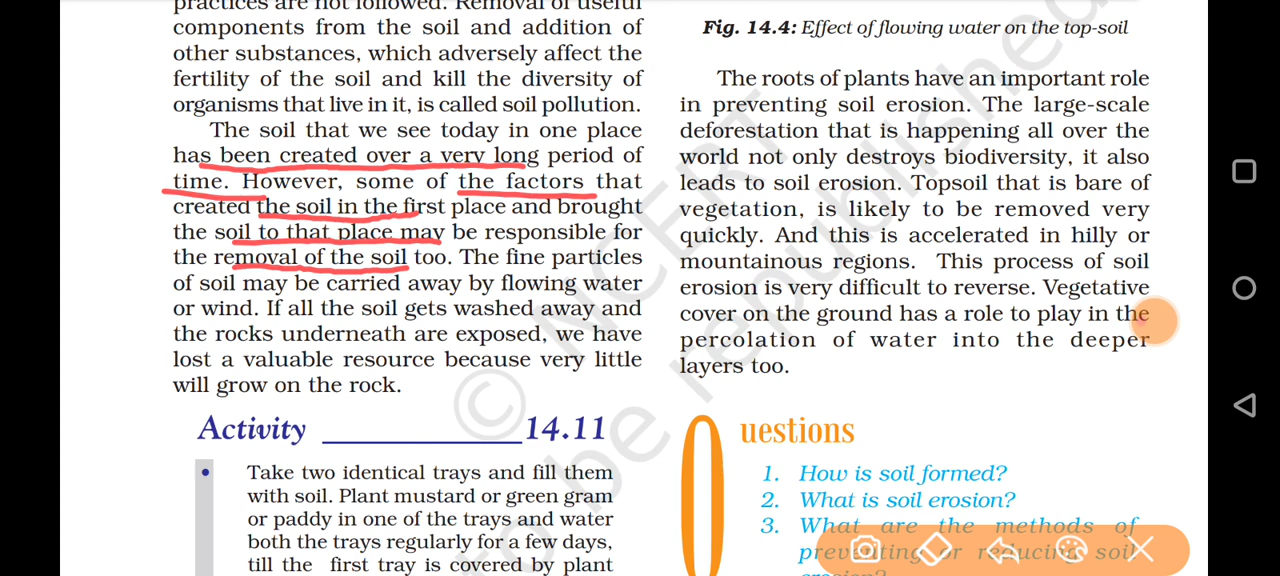 practices are not followed. Removal of useful
components from the soil and addition of
other substances, which adversely affect the
fertility of the soil and kill the diversity of
organisms that live in it, is called soil pollution.
The soil that we see today in one place
has been created over a very long period of
time. However, some of the factors that
created the soil in the first place and brought
the soil to that place may be responsible for
the removal of the soil too. The fine particles
of soil may be carried away by flowing water
or wind. If all the soil gets washed away and
the rocks underneath are exposed, we have
lost a valuable resource because very little
will grow on the rock.
Activity 14.11
• Take two identical trays and fill them
with soil. Plant mustard or green gram
or paddy in one of the trays and water
both the trays regularly for a few days,
till the first tray is covered by plant
Fig. 14.4: Effect of flowing water on the top-soil
The roots of plants have an important role
in preventing soil erosion. The large-scale
deforestation that is happening all over the
world not only destroys biodiversity, it also
leads to soil erosion. Topsoil that is bare of
vegetation, is likely to be removed very
quickly. And this is accelerated in hilly or
mountainous regions. This process of soil
erosion is very difficult to reverse. Vegetative
cover on the ground has a role to play in the
percolation of water into the deeper
layers too.
Questions
1. How is soil formed?
2. What is soil erosion?
3. What are the methods of
preventing or reducing soil
erosion?
© NCERT
to be republished